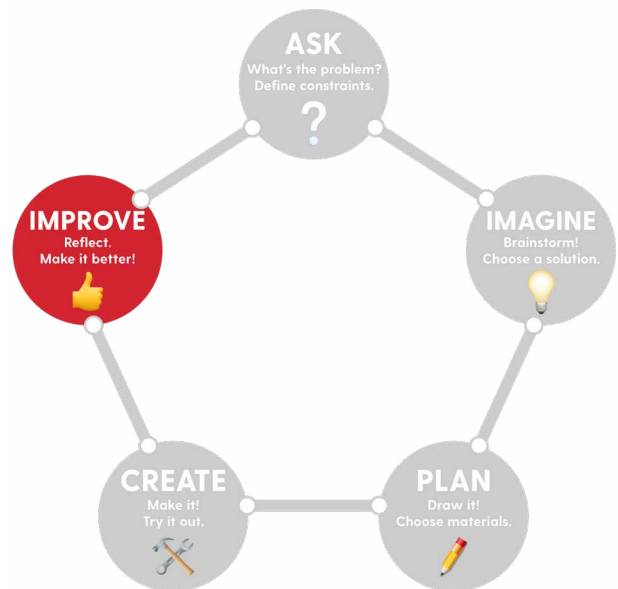 ASK
What's the problem?
Define constraints.
IMAGINE
Brainstorm!
Choose a solution.
PLAN
Draw it!
Choose materials.
CREATE
Make it!
Try it out.
IMPROVE
Reflect.
Make it better!